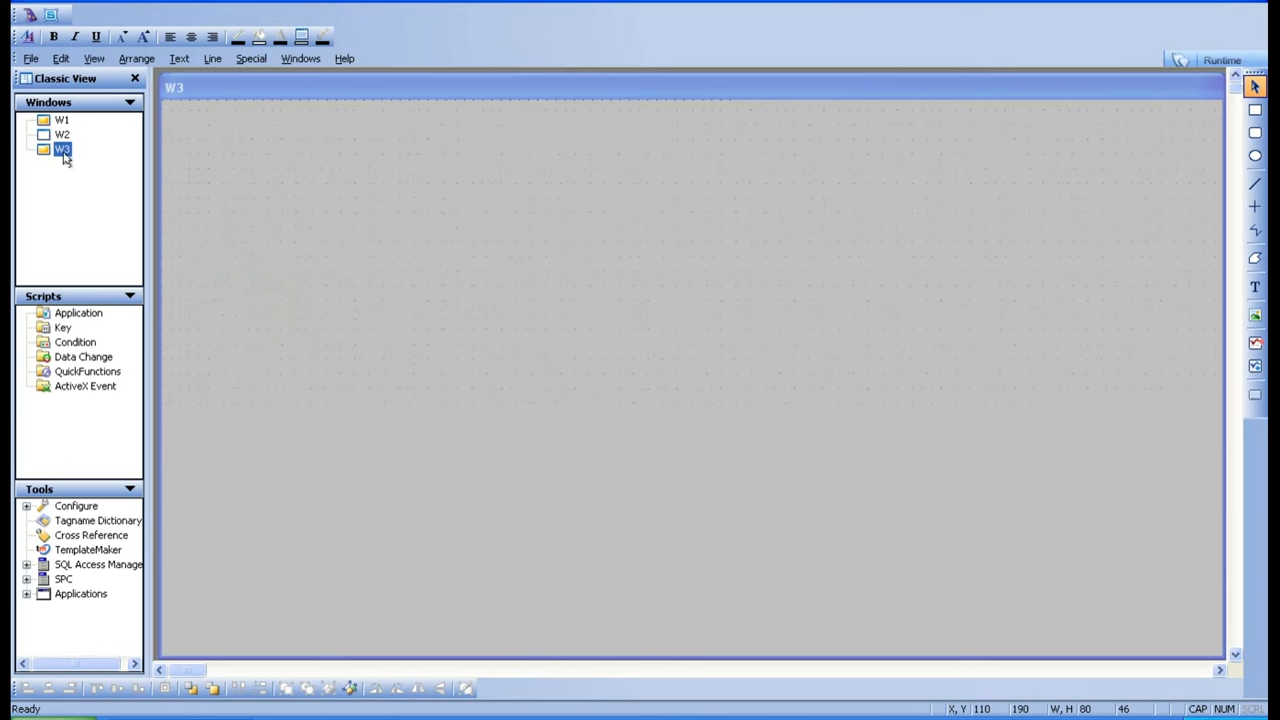 B I U A A
File Edit View Arrange Text Line Special Windows Help
Runtime
Classic View
W3
Windows
W1
W2
W3
Scripts
Application
Key
Condition
Data Change
QuickFunctions
ActiveX Event
T
Tools
Configure
Tagname Dictionary
Cross Reference
TemplateMaker
SQL Access Manage
SPC
Applications
Ready
X, Y 110 190 W, H 80 46 CAP NUM SCRL